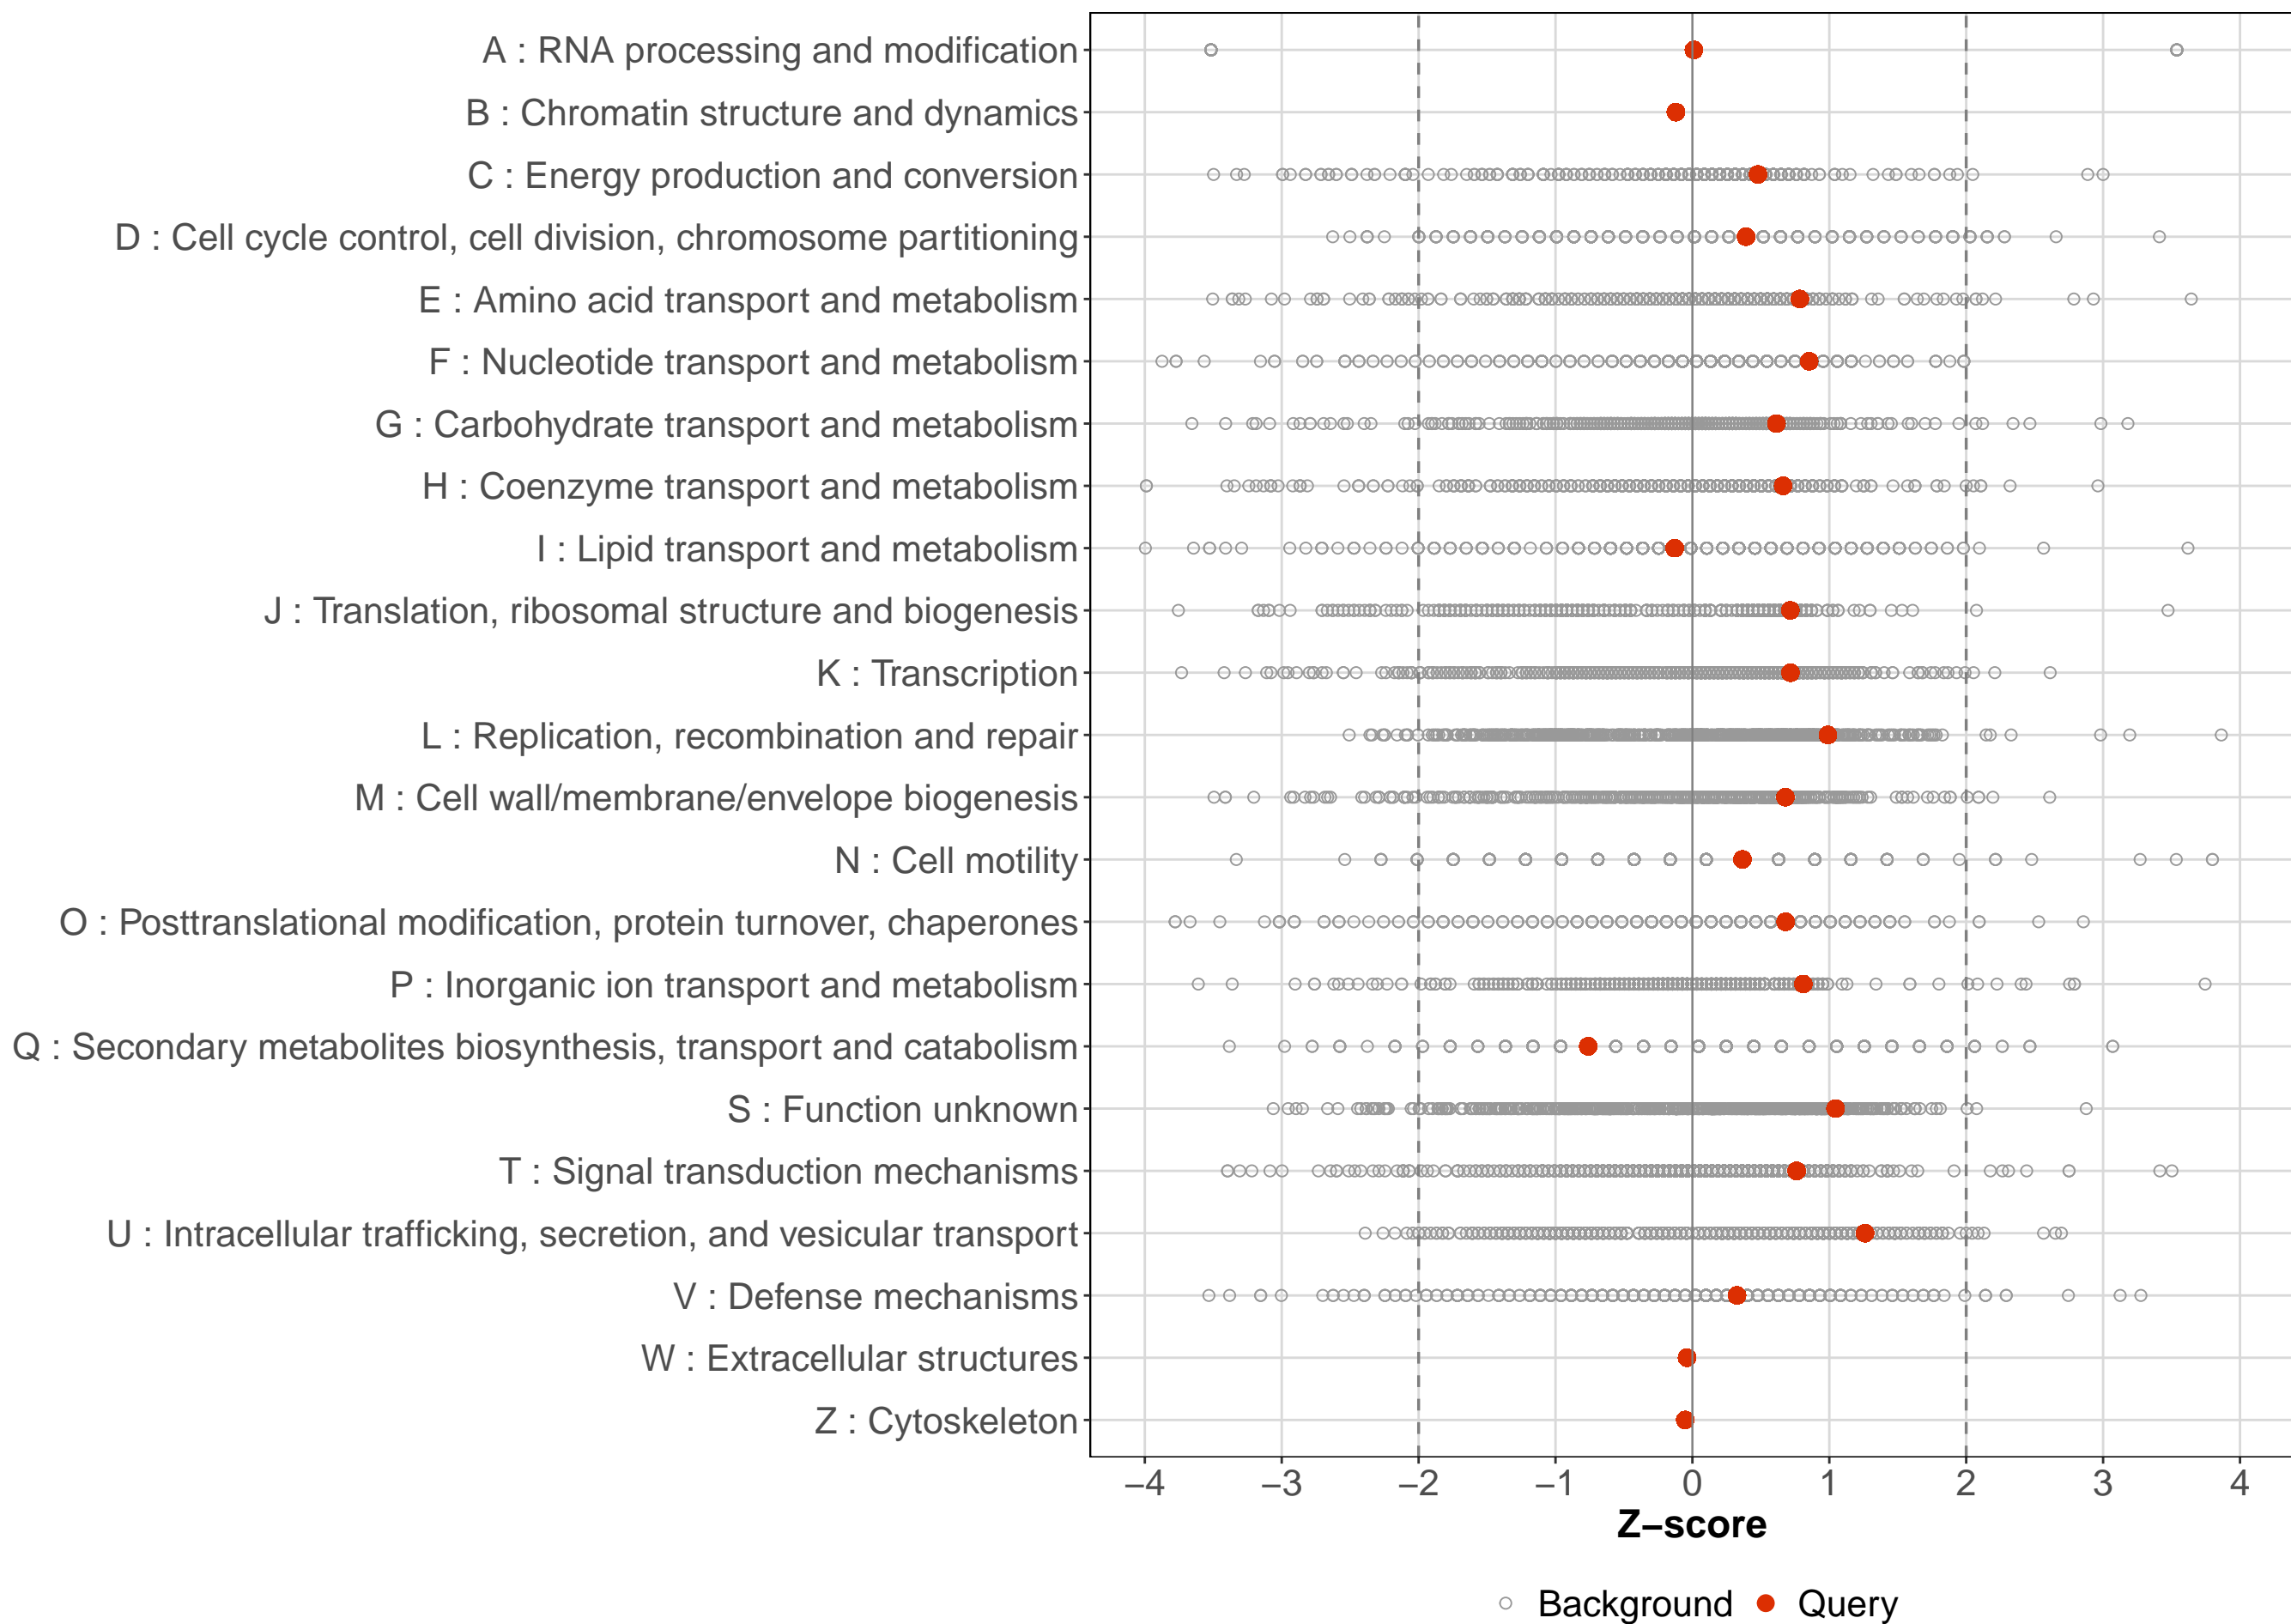 A : RNA processing and modification
B : Chromatin structure and dynamics
C : Energy production and conversion
D : Cell cycle control, cell division, chromosome partitioning
E : Amino acid transport and metabolism
F : Nucleotide transport and metabolism
G : Carbohydrate transport and metabolism
H : Coenzyme transport and metabolism
I : Lipid transport and metabolism
J : Translation, ribosomal structure and biogenesis
K : Transcription
L : Replication, recombination and repair
M : Cell wall/membrane/envelope biogenesis
N : Cell motility
O : Posttranslational modification, protein turnover, chaperones
P : Inorganic ion transport and metabolism
Q : Secondary metabolites biosynthesis, transport and catabolism
S : Function unknown
T : Signal transduction mechanisms
U : Intracellular trafficking, secretion, and vesicular transport
V : Defense mechanisms
W : Extracellular structures
Z : Cytoskeleton
−4 −3 −2 −1 0 1 2 3 4
Z−score
Background Query